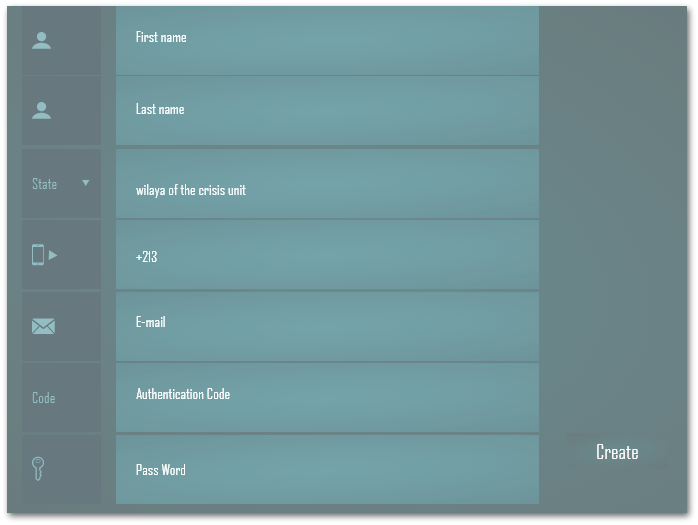 First name
Last name
State
wilaya of the crisis unit
+213
E-mail
Code
Authentication Code
Pass Word
Create